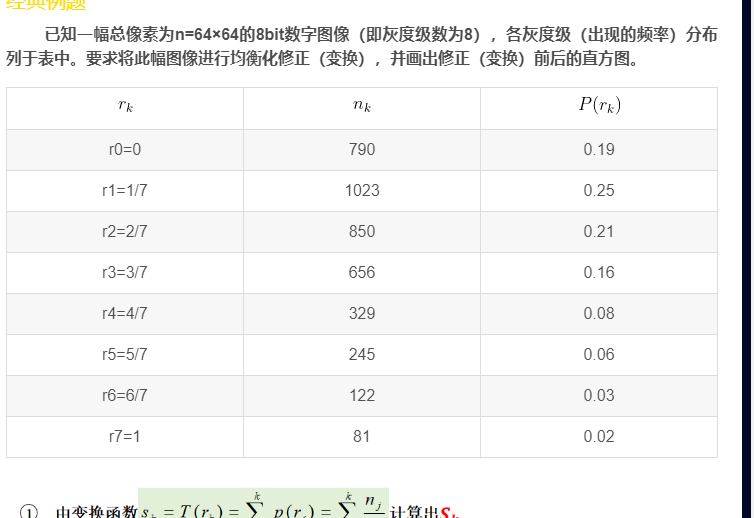 经典例题
已知一幅总像素为n=64×64的8bit数字图像（即灰度级数为8），各灰度级（出现的频率）分布
列于表中。要求将此幅图像进行均衡化修正（变换），并画出修正（变换）前后的直方图。
r_k n_k P(r_k)
r0=0 790 0.19
r1=1/7 1023 0.25
r2=2/7 850 0.21
r3=3/7 656 0.16
r4=4/7 329 0.08
r5=5/7 245 0.06
r6=6/7 122 0.03
r7=1 81 0.02
① 由变换函数 s_k = T(r_k) = ∑ k p(r_j) = ∑ k n_j 计算出S_k